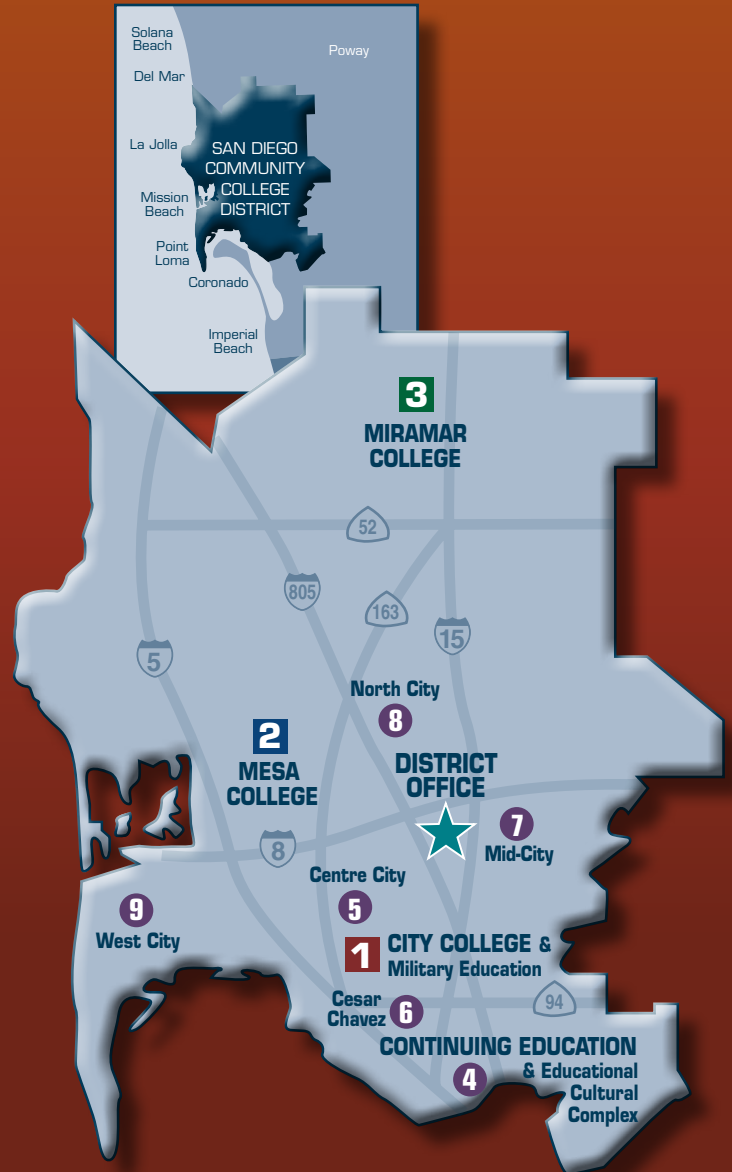 Solana
Beach
Poway
Del Mar
La Jolla
SAN DIEGO
COMMUNITY
COLLEGE
DISTRICT
Mission
Beach
Point
Loma
Coronado
Imperial
Beach
3
MIRAMAR
COLLEGE
52
805
163
15
5
North City
8
2
MESA
COLLEGE
DISTRICT
OFFICE
7
Mid-City
8
Centre City
5
9
West City
1
CITY COLLEGE &
Military Education
Cesar
Chavez
6
94
CONTINUING EDUCATION
4
& Educational
Cultural
Complex